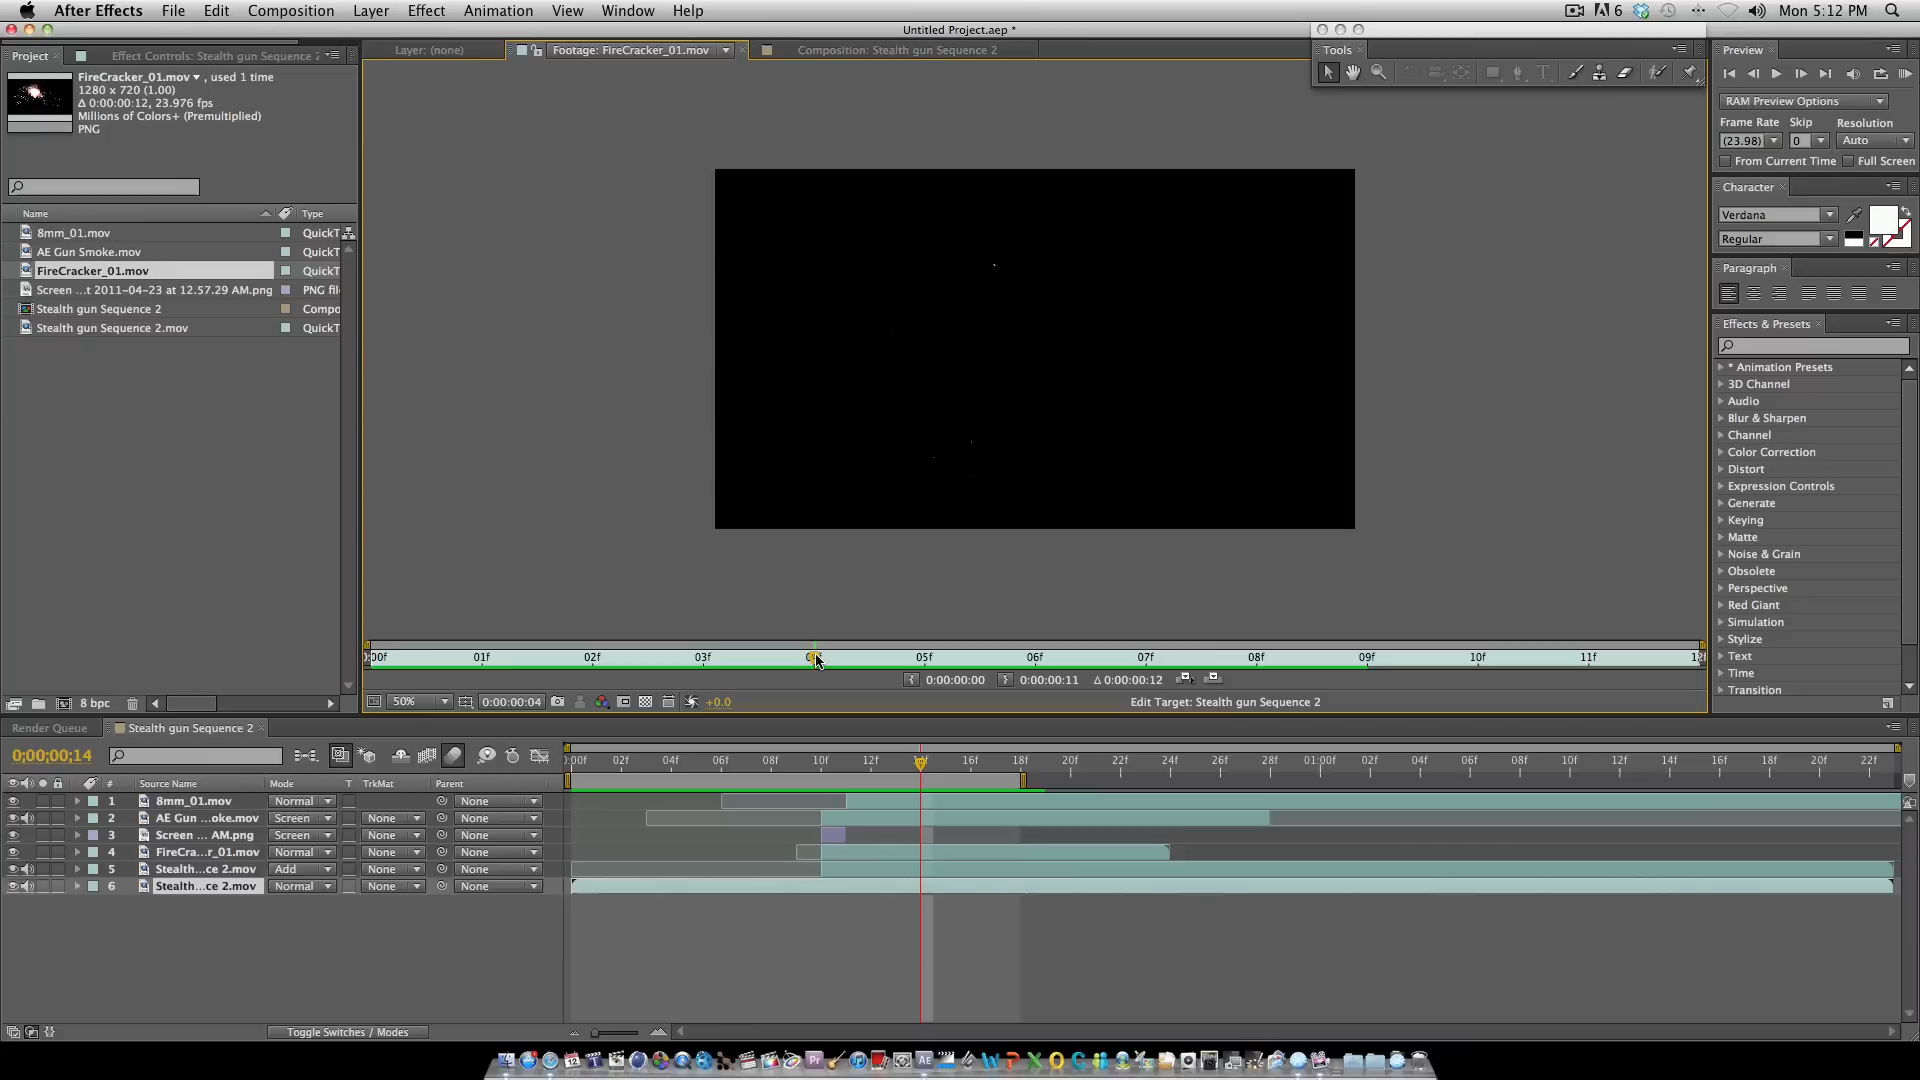 After Effects File Edit Composition Layer Effect Animation View Window Help
6 Mon 5:12 PM
Untitled Project.aep *
Project Effect Controls: Stealth gun Sequence 2
Layer: (none) Footage: FireCracker_01.mov Composition: Stealth gun Sequence 2
Tools
Preview
FireCracker_01.mov , used 1 time
1280 x 720 (1.00)
Δ 0:00:00:12, 23.976 fps
Millions of Colors+ (Premultiplied)
PNG
RAM Preview Options
Frame Rate Skip Resolution
(23.98) 0 Auto
From Current Time Full Screen
Character
Verdana
Regular
Paragraph
Effects & Presets
* Animation Presets
3D Channel
Audio
Blur & Sharpen
Channel
Color Correction
Distort
Expression Controls
Generate
Keying
Matte
Noise & Grain
Obsolete
Perspective
Red Giant
Simulation
Stylize
Text
Time
Transition
Name Type
8mm_01.mov QuickT
AE Gun Smoke.mov QuickT
FireCracker_01.mov QuickT
Screen ...t 2011-04-23 at 12.57.29 AM.png PNG fil
Stealth gun Sequence 2 Compo
Stealth gun Sequence 2.mov QuickT
8 bpc
:00f 01f 02f 03f 05f 06f 07f 08f 09f 10f 11f
0:00:00:00 0:00:00:11 Δ 0:00:00:12
50% 0:00:00:04 +0.0 Edit Target: Stealth gun Sequence 2
Render Queue Stealth gun Sequence 2
0;00;00;14
:00f 02f 04f 06f 08f 10f 12f 16f 18f 20f 22f 24f 26f 28f 01:00f 02f 04f 06f 08f 10f 12f 14f 16f 18f 20f 22f
# Source Name Mode T TrkMat Parent
1 8mm_01.mov Normal None
2 AE Gun ...oke.mov Screen None None
3 Screen ... AM.png Screen None None
4 FireCra...r_01.mov Normal None None
5 Stealth...ce 2.mov Add None None
6 Stealth...ce 2.mov Normal None None
Toggle Switches / Modes